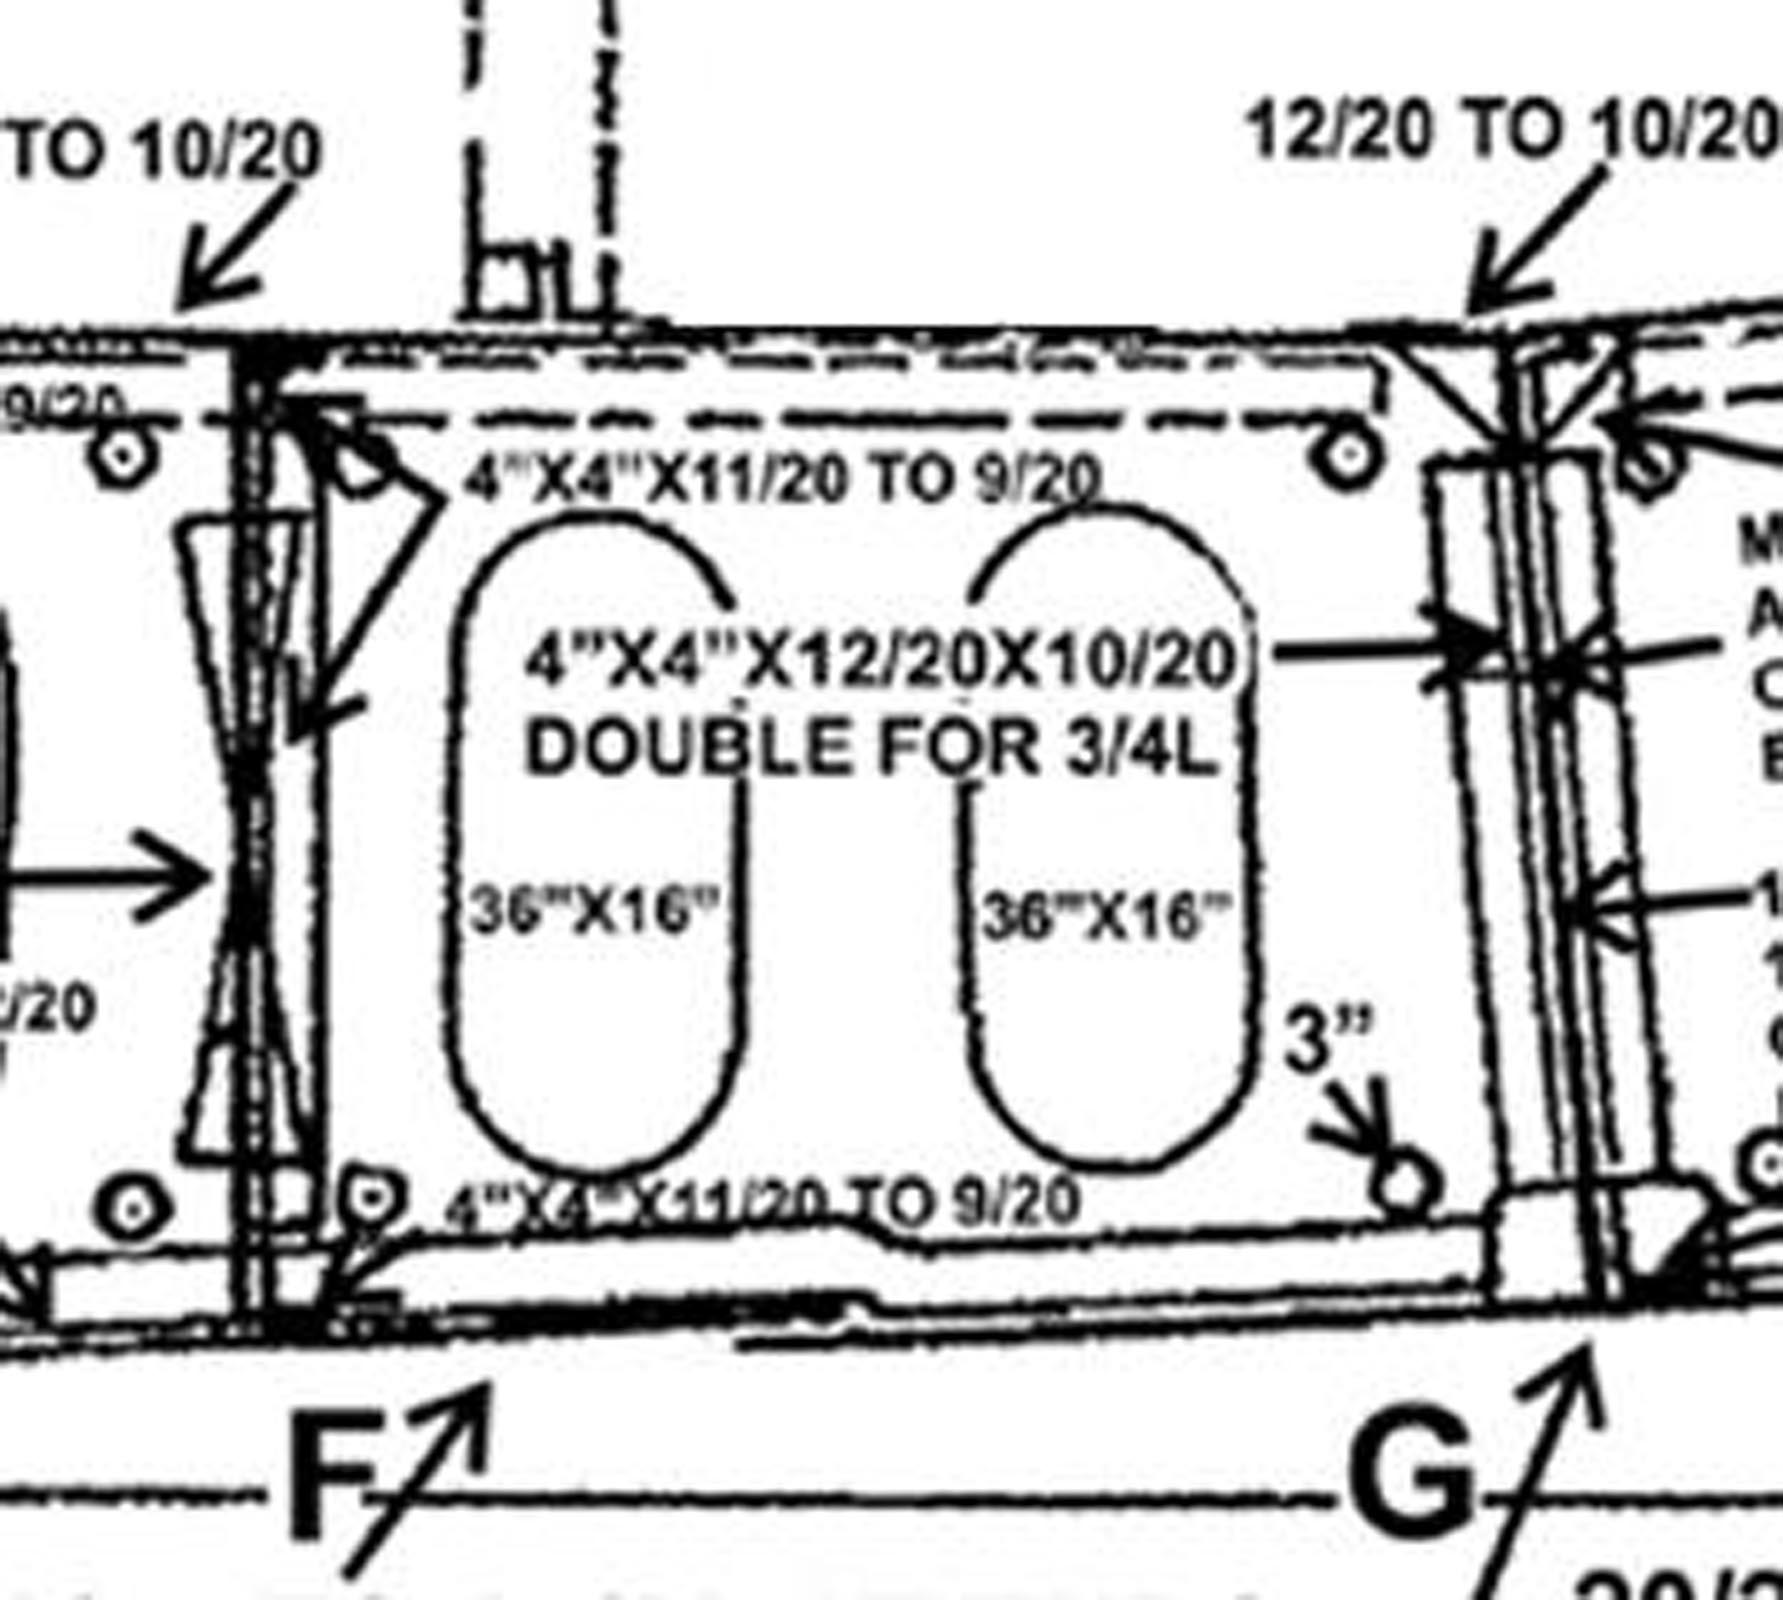 TO 10/20
12/20 TO 10/20
9/20
4"X4"X11/20 TO 9/20
4”X4”X12/20X10/20
DOUBLE FOR 3/4L
36"X16"
36"X16"
/20
3”
4"X4"X11/20 TO 9/20
M
A
C
E
1
1
F
G